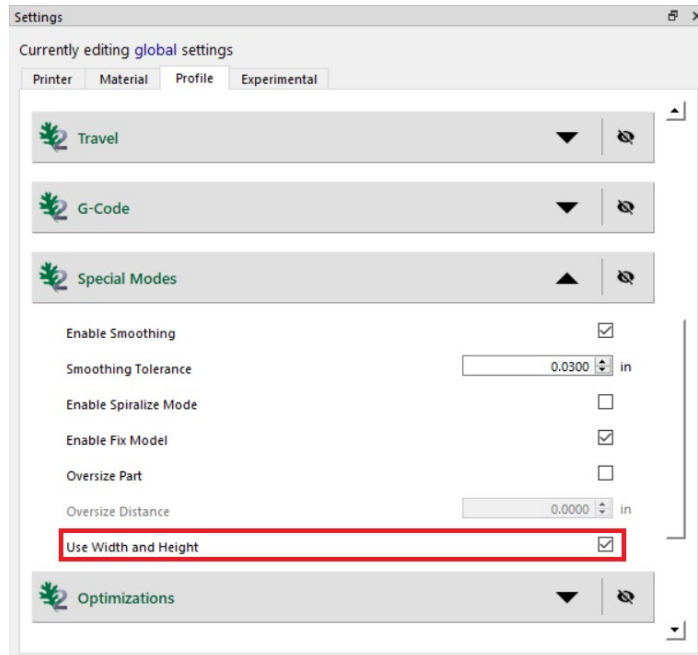 Settings
Currently editing global settings
Printer Material Profile Experimental
Travel
G-Code
Special Modes
Enable Smoothing
Smoothing Tolerance 0.0300 in
Enable Spiralize Mode
Enable Fix Model
Oversize Part
Oversize Distance 0.0000 in
Use Width and Height
Optimizations